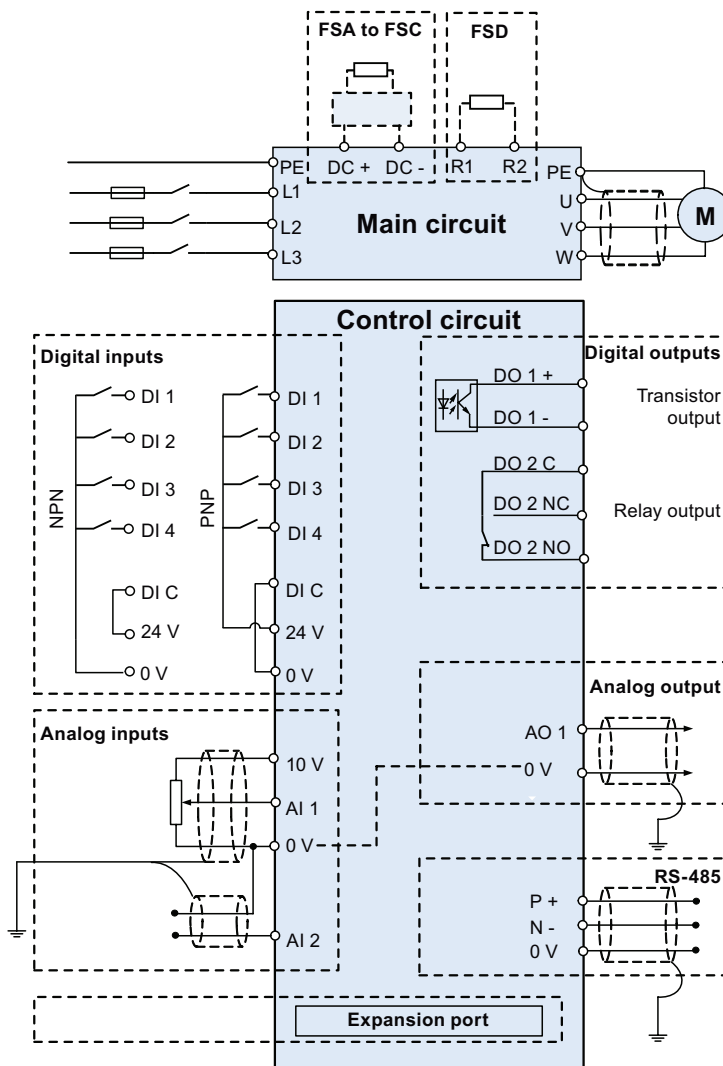 FSA to FSC
FSD
PE
DC +
DC -
R1
R2
PE
L1
U
L2
Main circuit
V
M
L3
W
Control circuit
Digital inputs
NPN
DI 1
DI 2
DI 3
DI 4
DI C
24 V
0 V
PNP
DI 1
DI 2
DI 3
DI 4
DI C
24 V
0 V
Digital outputs
DO 1 +
Transistor
output
DO 1 -
DO 2 C
DO 2 NC
Relay output
DO 2 NO
Analog inputs
10 V
AI 1
0 V
AI 2
Analog output
AO 1
0 V
RS-485
P +
N -
0 V
Expansion port